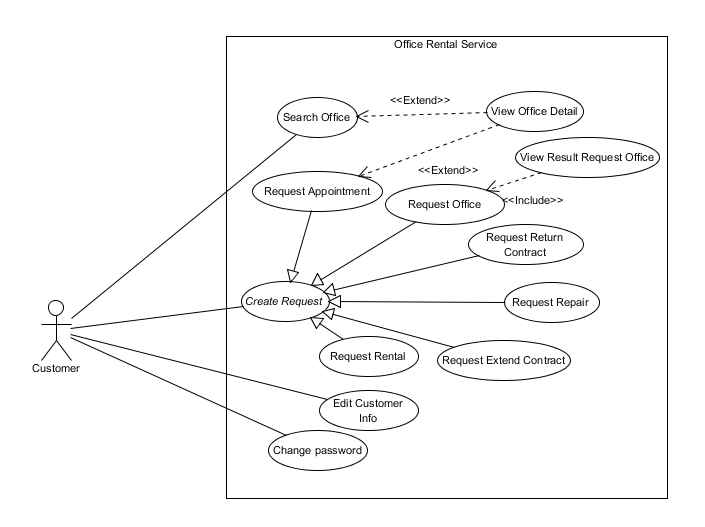 Office Rental Service
<<Extend>>
View Office Detail
Search Office
View Result Request Office
<<Extend>>
Request Appointment
Request Office
<<Include>>
Request Return
Contract
Create Request
Request Repair
Request Rental
Request Extend Contract
Customer
Edit Customer
Info
Change password